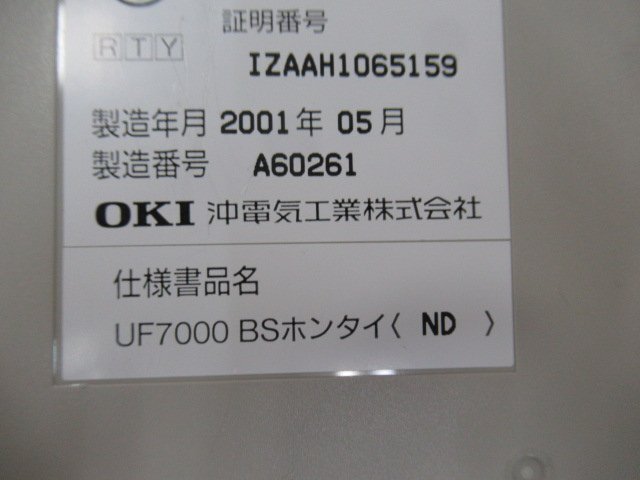 証明番号
RTY
IZAAH1065159
製造年月 2001年 05月
製造番号 A60261
OKI 沖電気工業株式会社
仕様書品名
UF7000 BSホンタイ〈 ND 〉